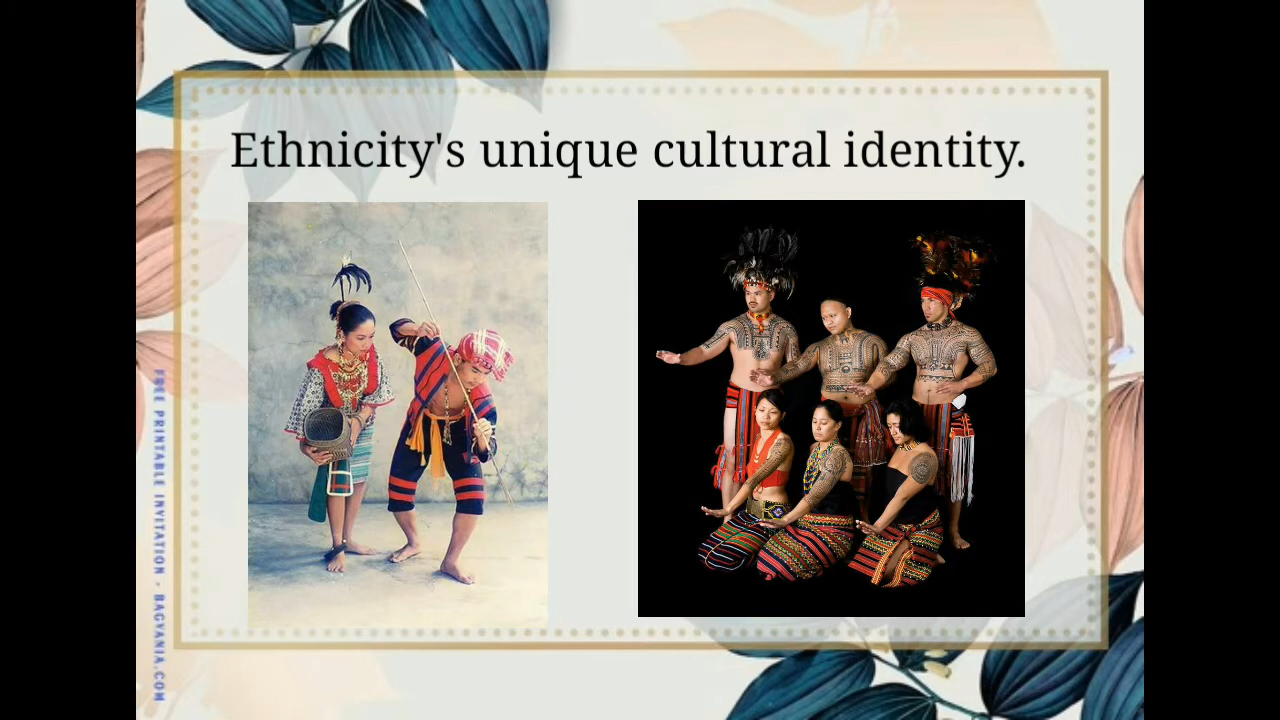 Ethnicity's unique cultural identity.
FREE PRINTABLE INVITATION - BAGVANIA.COM